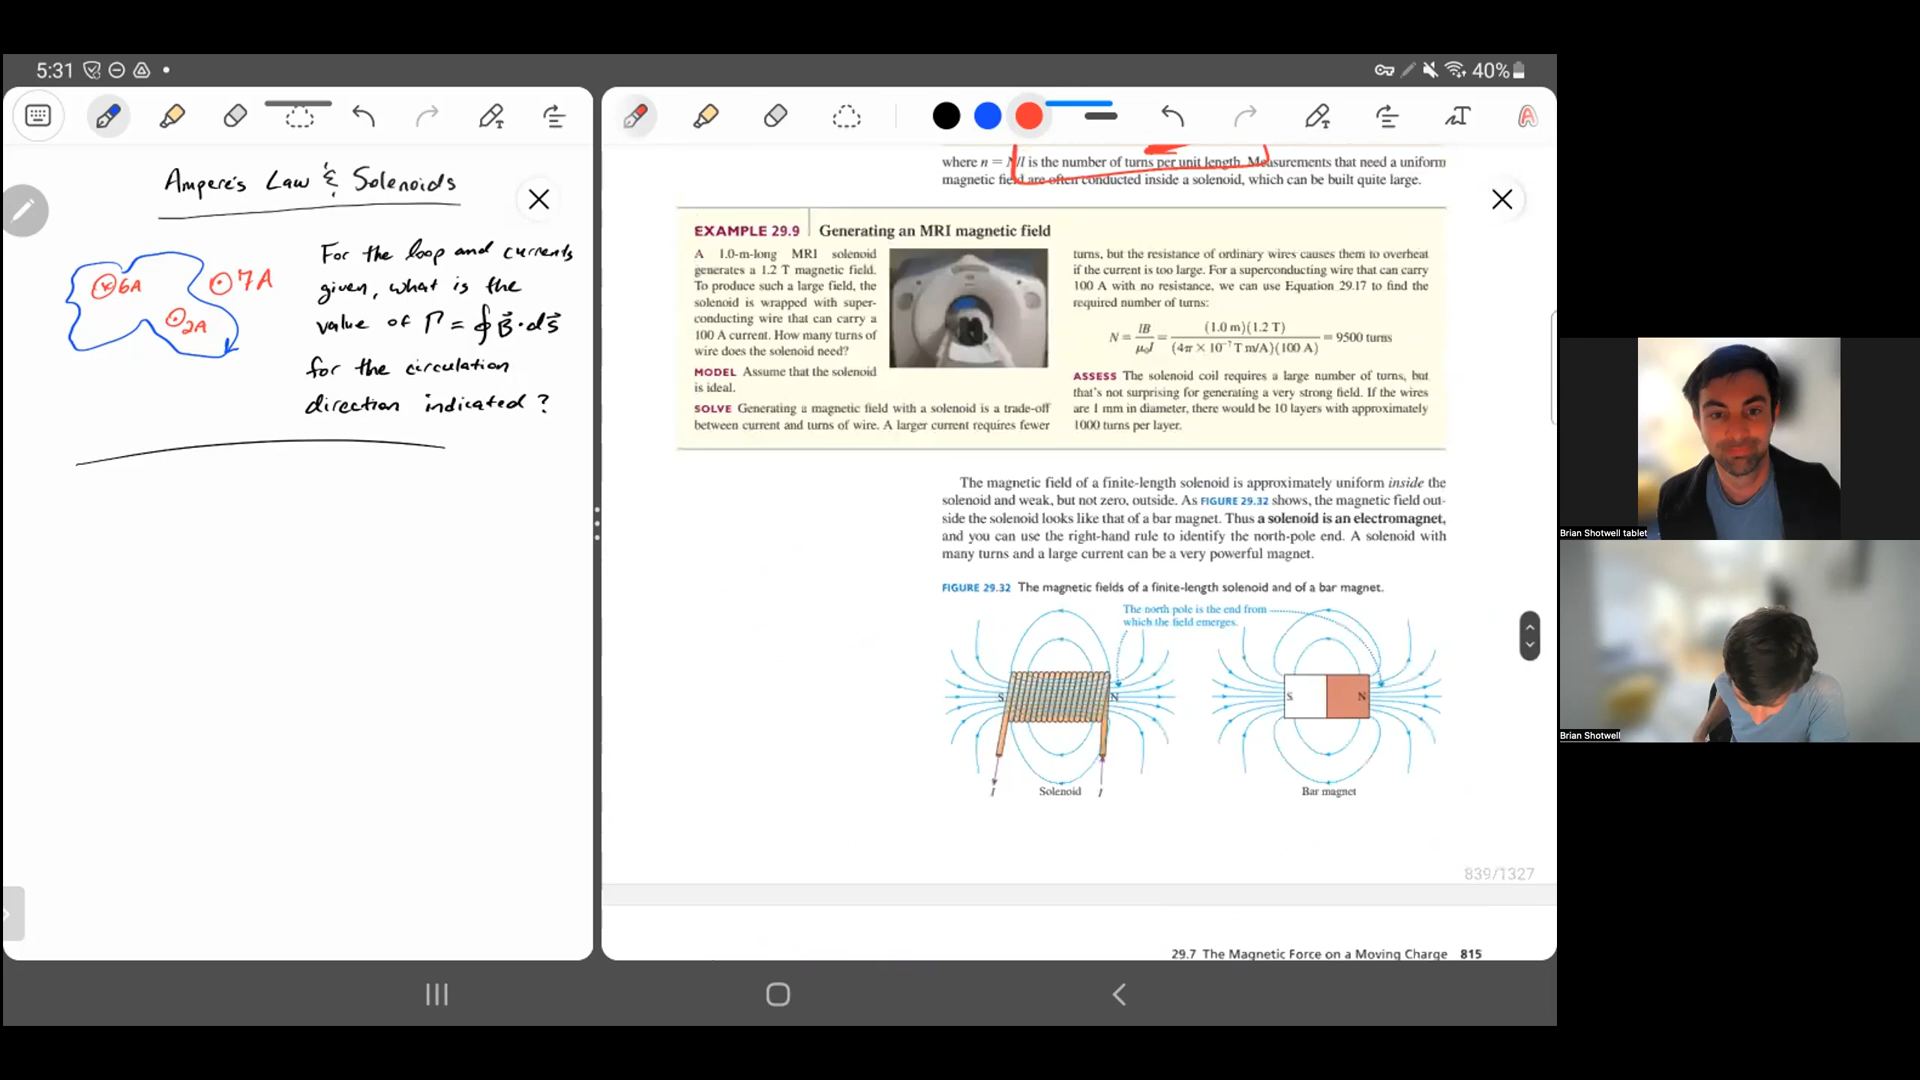 5:31
40%
Ampere's Law & Solenoids
6A
7A
2A
For the loop and currents
given, what is the
value of Γ = ∮ B⃗·ds⃗
for the circulation
direction indicated?
where n = N/l is the number of turns per unit length. Measurements that need a uniform
magnetic field are often conducted inside a solenoid, which can be built quite large.
EXAMPLE 29.9 Generating an MRI magnetic field
A 1.0-m-long MRI solenoid
generates a 1.2 T magnetic field.
To produce such a large field, the
solenoid is wrapped with super-
conducting wire that can carry a
100 A current. How many turns of
wire does the solenoid need?
MODEL Assume that the solenoid
is ideal.
SOLVE Generating a magnetic field with a solenoid is a trade-off
between current and turns of wire. A larger current requires fewer
turns, but the resistance of ordinary wires causes them to overheat
if the current is too large. For a superconducting wire that can carry
100 A with no resistance, we can use Equation 29.17 to find the
required number of turns:
N = lB/μ₀I = (1.0 m)(1.2 T)/(4π × 10⁻⁷ T m/A)(100 A) = 9500 turns
ASSESS The solenoid coil requires a large number of turns, but
that's not surprising for generating a very strong field. If the wires
are 1 mm in diameter, there would be 10 layers with approximately
1000 turns per layer.
The magnetic field of a finite-length solenoid is approximately uniform inside the
solenoid and weak, but not zero, outside. As FIGURE 29.32 shows, the magnetic field out-
side the solenoid looks like that of a bar magnet. Thus a solenoid is an electromagnet,
and you can use the right-hand rule to identify the north-pole end. A solenoid with
many turns and a large current can be a very powerful magnet.
FIGURE 29.32 The magnetic fields of a finite-length solenoid and of a bar magnet.
The north pole is the end from
which the field emerges.
S
N
S
N
I
Solenoid
I
Bar magnet
839/1327
29.7 The Magnetic Force on a Moving Charge 815
Brian Shotwell tablet
Brian Shotwell